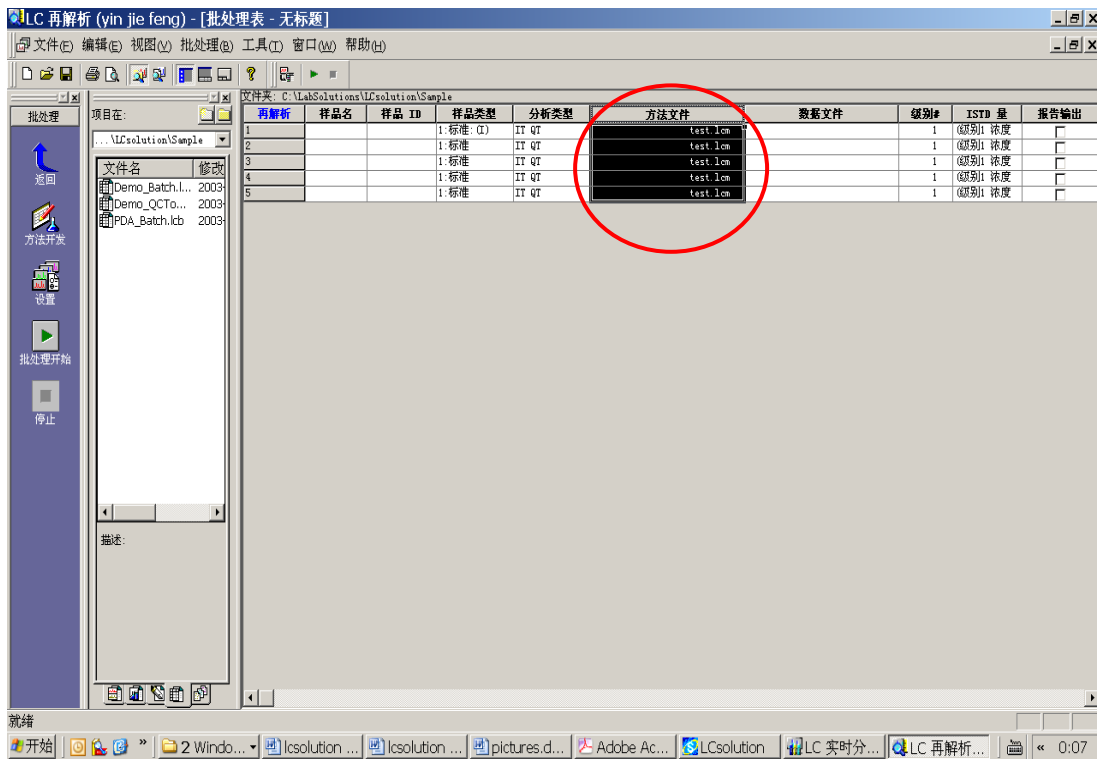 LC 再解析 (yin jie feng) - [批处理表 - 无标题]
文件(E) 编辑(E) 视图(V) 批处理(B) 工具(T) 窗口(W) 帮助(H)
文件夹: C:\LabSolutions\LCsolution\Sample
批处理
项目在:
...\LCsolution\Sample
文件名 修改
Demo_Batch.l... 2003-
Demo_QCTo... 2003-
PDA_Batch.lcb 2003-
描述:
返回
方法开发
设置
批处理开始
停止
再解析 样品名 样品 ID 样品类型 分析类型 方法文件 数据文件 级别# ISTD 量 报告输出
1 1:标准:(I) IT QT test.lcm 1 (级别1 浓度
2 1:标准 IT QT test.lcm 1 (级别1 浓度
3 1:标准 IT QT test.lcm 1 (级别1 浓度
4 1:标准 IT QT test.lcm 1 (级别1 浓度
5 1:标准 IT QT test.lcm 1 (级别1 浓度
就绪
开始 » 2 Windo... lcsolution ... lcsolution ... pictures.d... Adobe Ac... LCsolution LC 实时分... LC 再解析... « 0:07